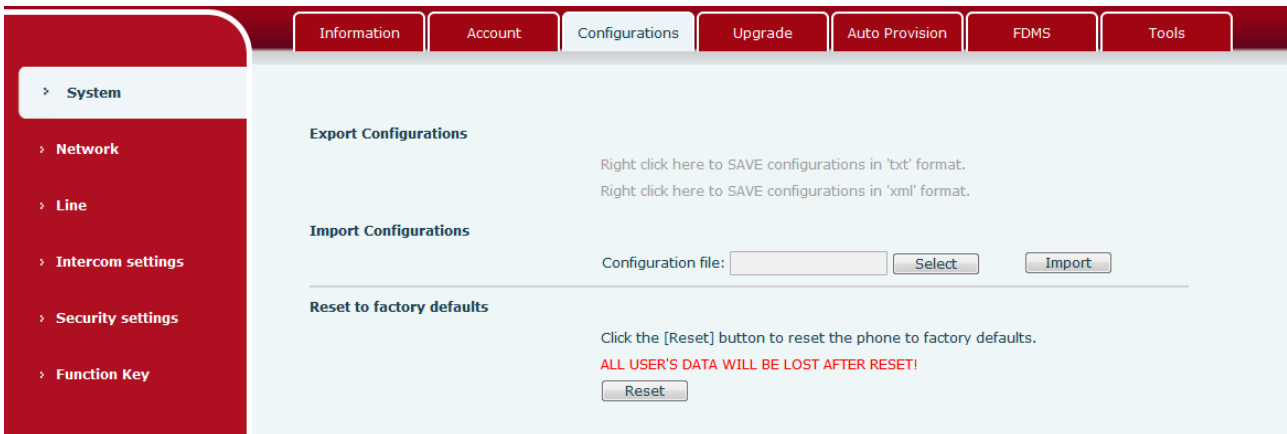 Information
Account
Configurations
Upgrade
Auto Provision
FDMS
Tools
System
Network
Line
Intercom settings
Security settings
Function Key
Export Configurations
Right click here to SAVE configurations in 'txt' format.
Right click here to SAVE configurations in 'xml' format.
Import Configurations
Configuration file:
Select
Import
Reset to factory defaults
Click the [Reset] button to reset the phone to factory defaults.
ALL USER'S DATA WILL BE LOST AFTER RESET!
Reset